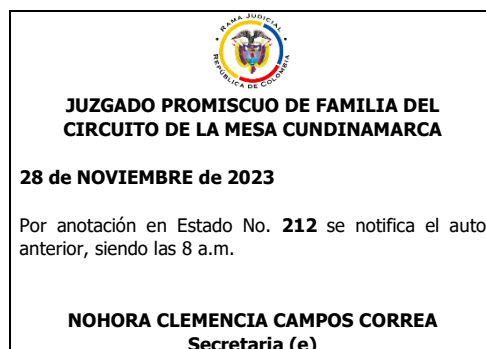 RAMA JUDICIAL
REPÚBLICA DE COLOMBIA
JUZGADO PROMISCUO DE FAMILIA DEL
CIRCUITO DE LA MESA CUNDINAMARCA
28 de NOVIEMBRE de 2023
Por anotación en Estado No. 212 se notifica el auto
anterior, siendo las 8 a.m.
NOHORA CLEMENCIA CAMPOS CORREA
Secretaria (e)